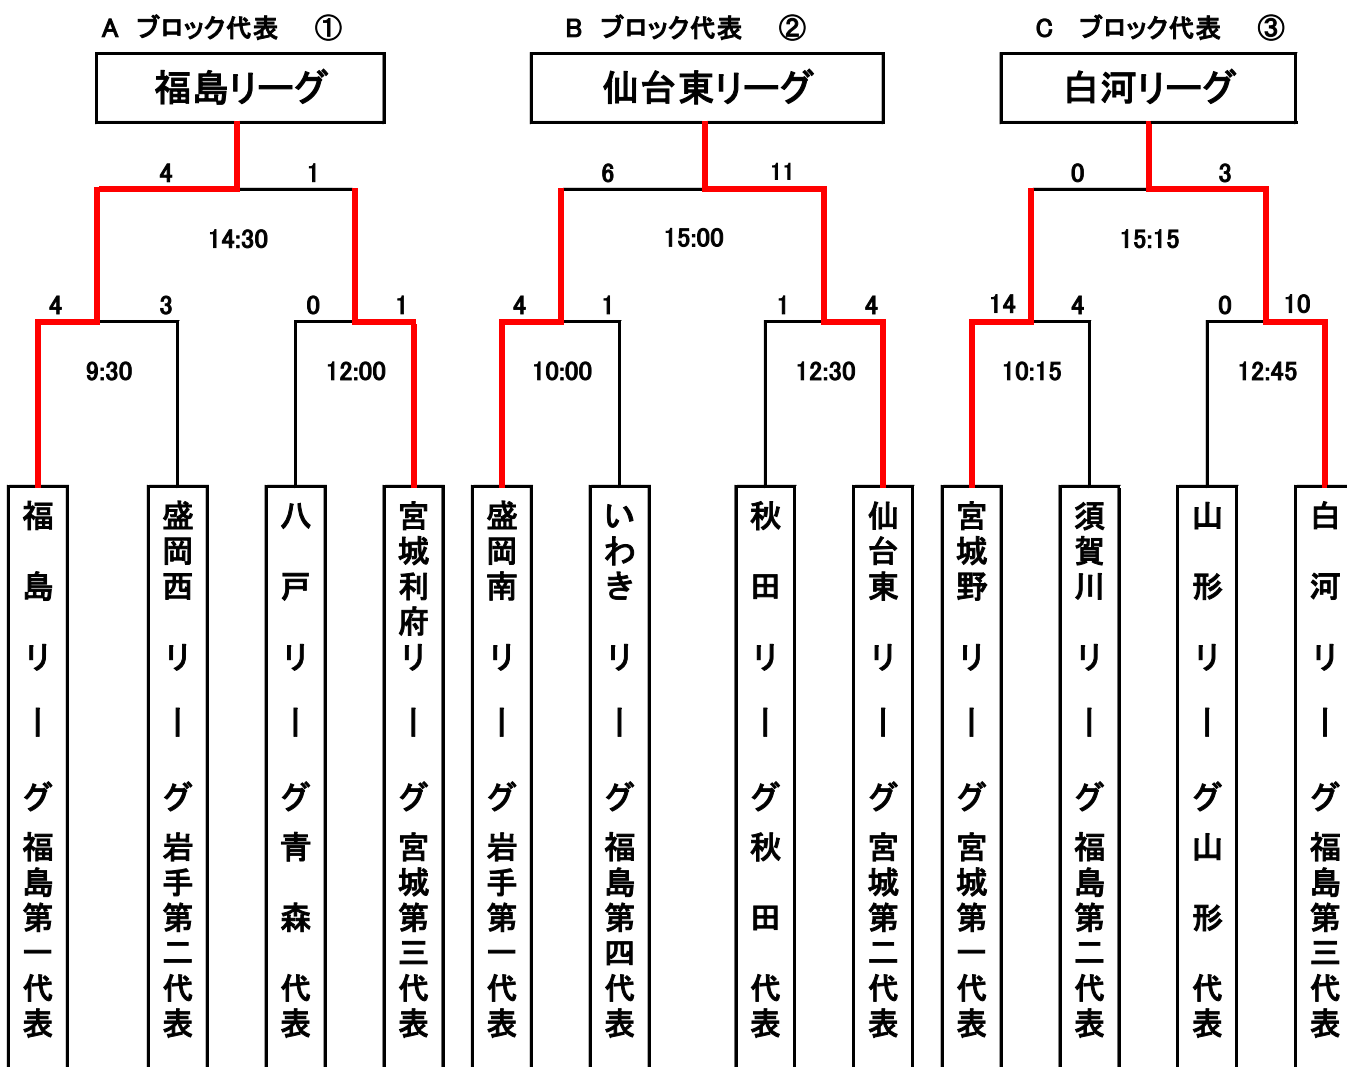 A ブロック代表 ①
B ブロック代表 ②
C ブロック代表 ③
福島リーグ
仙台東リーグ
白河リーグ
4 1
6 11
0 3
14:30
15:00
15:15
4 3 0 1
4 1 1 4
14 4 0 10
9:30 12:00
10:00 12:30
10:15 12:45
福島リーグ 福島第一代表
盛岡西リーグ 岩手第二代表
八戸リーグ 青森代表
宮城利府リーグ 宮城第三代表
盛岡南リーグ 岩手第一代表
いわきリーグ 福島第四代表
秋田リーグ 秋田代表
仙台東リーグ 宮城第二代表
宮城野リーグ 宮城第一代表
須賀川リーグ 福島第二代表
山形リーグ 山形代表
白河リーグ 福島第三代表